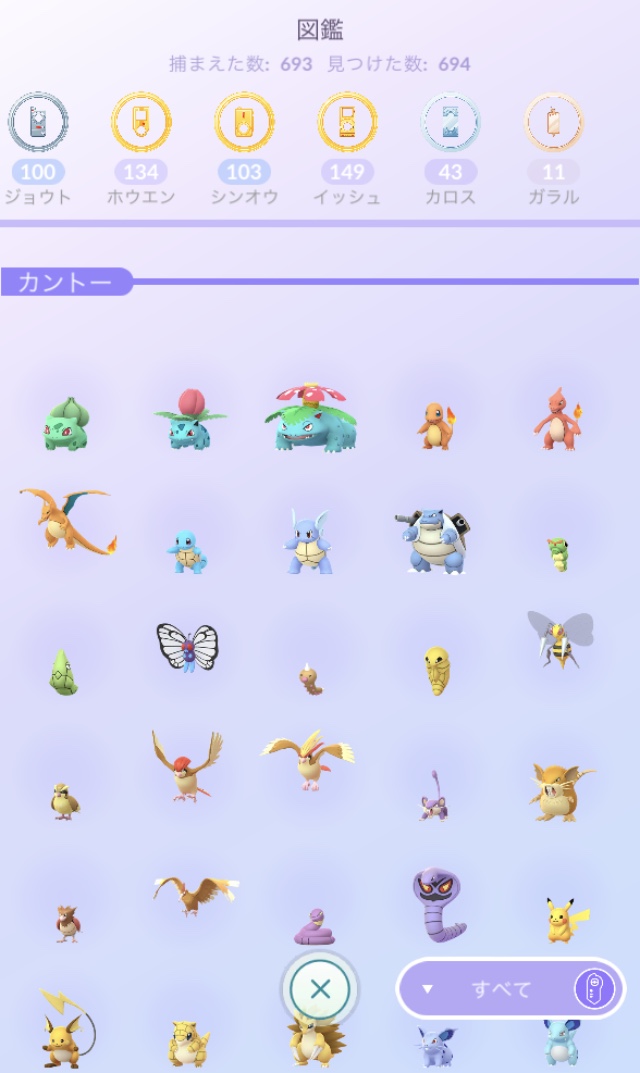 図鑑
捕まえた数: 693 見つけた数: 694
100 134 103 149 43 11
ジョウト ホウエン シンオウ イッシュ カロス ガラル
カントー
すべて